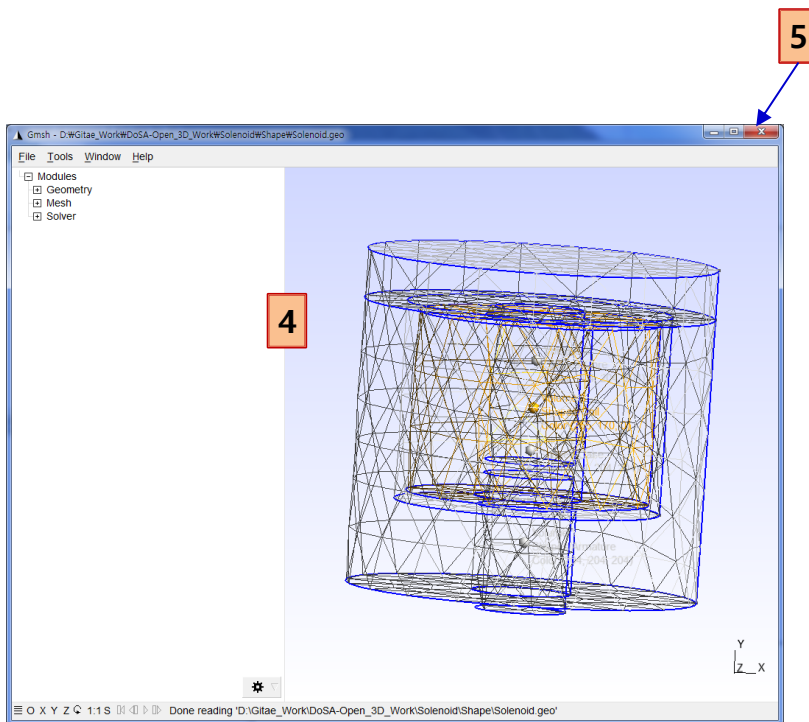 5
Gmsh - D:₩Gitae_Work₩DoSA-Open_3D_Work₩Solenoid₩Shape₩Solenoid.geo
File Tools Window Help
Modules
Geometry
Mesh
Solver
4
Y
Z X
O X Y Z 1:1 S Done reading 'D:\Gitae_Work\DoSA-Open_3D_Work\Solenoid\Shape\Solenoid.geo'